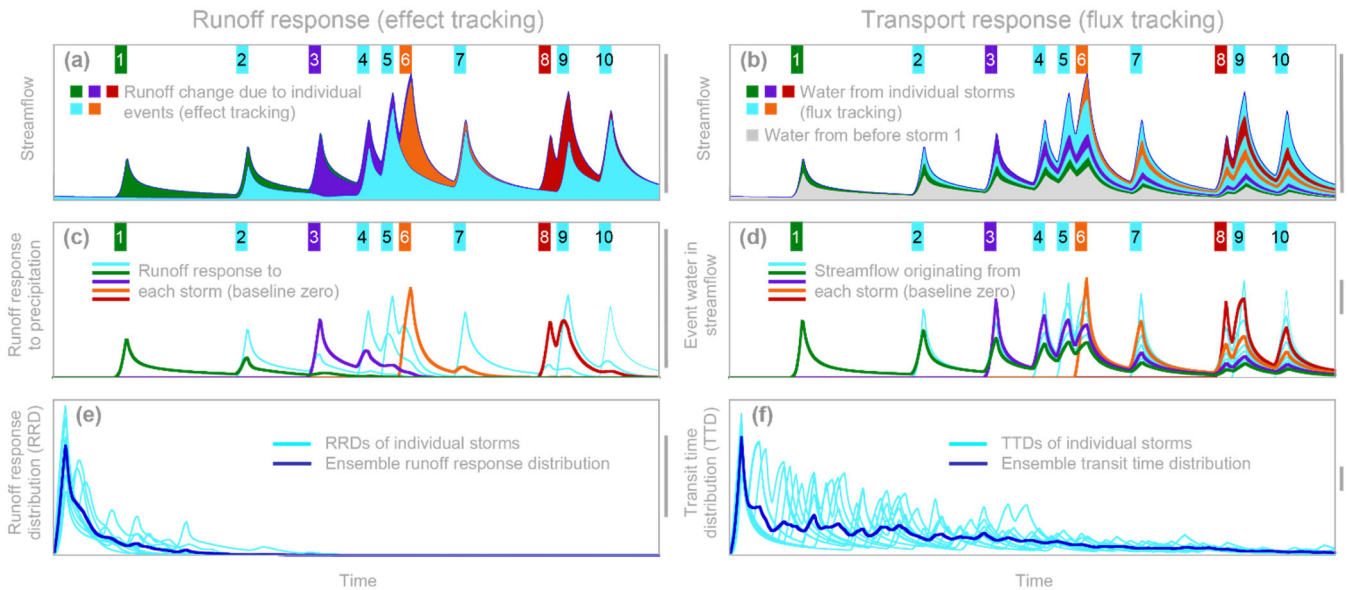 Runoff response (effect tracking)
Transport response (flux tracking)
(a)
1
2
3
4
5
6
7
8
9
10
Runoff change due to individual
events (effect tracking)
Streamflow
(b)
1
2
3
4
5
6
7
8
9
10
Water from individual storms
(flux tracking)
Water from before storm 1
Streamflow
(c)
1
2
3
4
5
6
7
8
9
10
Runoff response to
each storm (baseline zero)
Runoff response
to precipitation
(d)
1
2
3
4
5
6
7
8
9
10
Streamflow originating from
each storm (baseline zero)
Event water in
streamflow
(e)
RRDs of individual storms
Ensemble runoff response distribution
Runoff response
distribution (RRD)
Time
(f)
TTDs of individual storms
Ensemble transit time distribution
Transit time
distribution (TTD)
Time